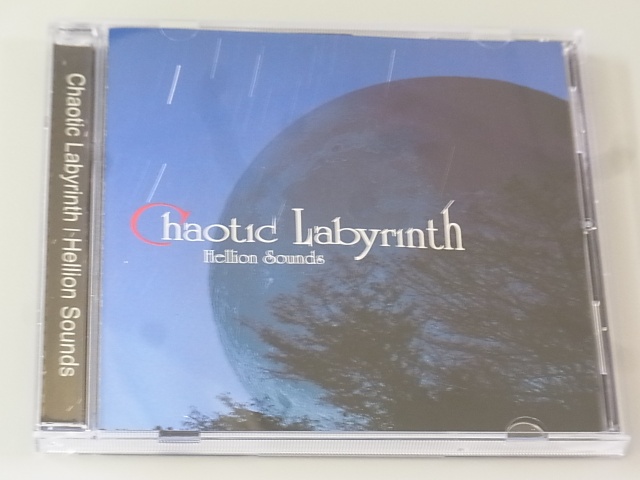 Chaotic Labyrinth | Hellion Sounds
Chaotic Labyrinth
Hellion Sounds